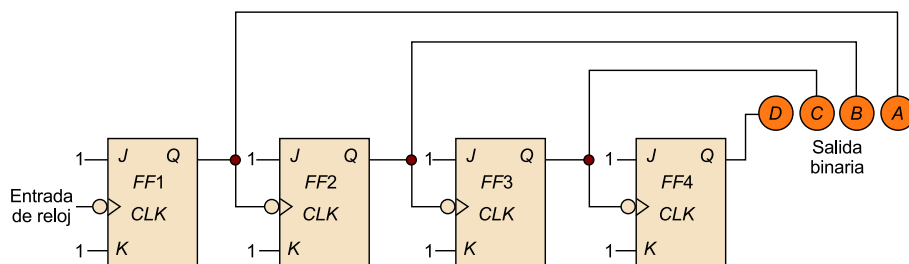 D C B A
Salida
binaria
1 J Q
FF1
CLK
1 K
Entrada
de reloj
1 J Q
FF2
CLK
1 K
1 J Q
FF3
CLK
1 K
1 J Q
FF4
CLK
1 K